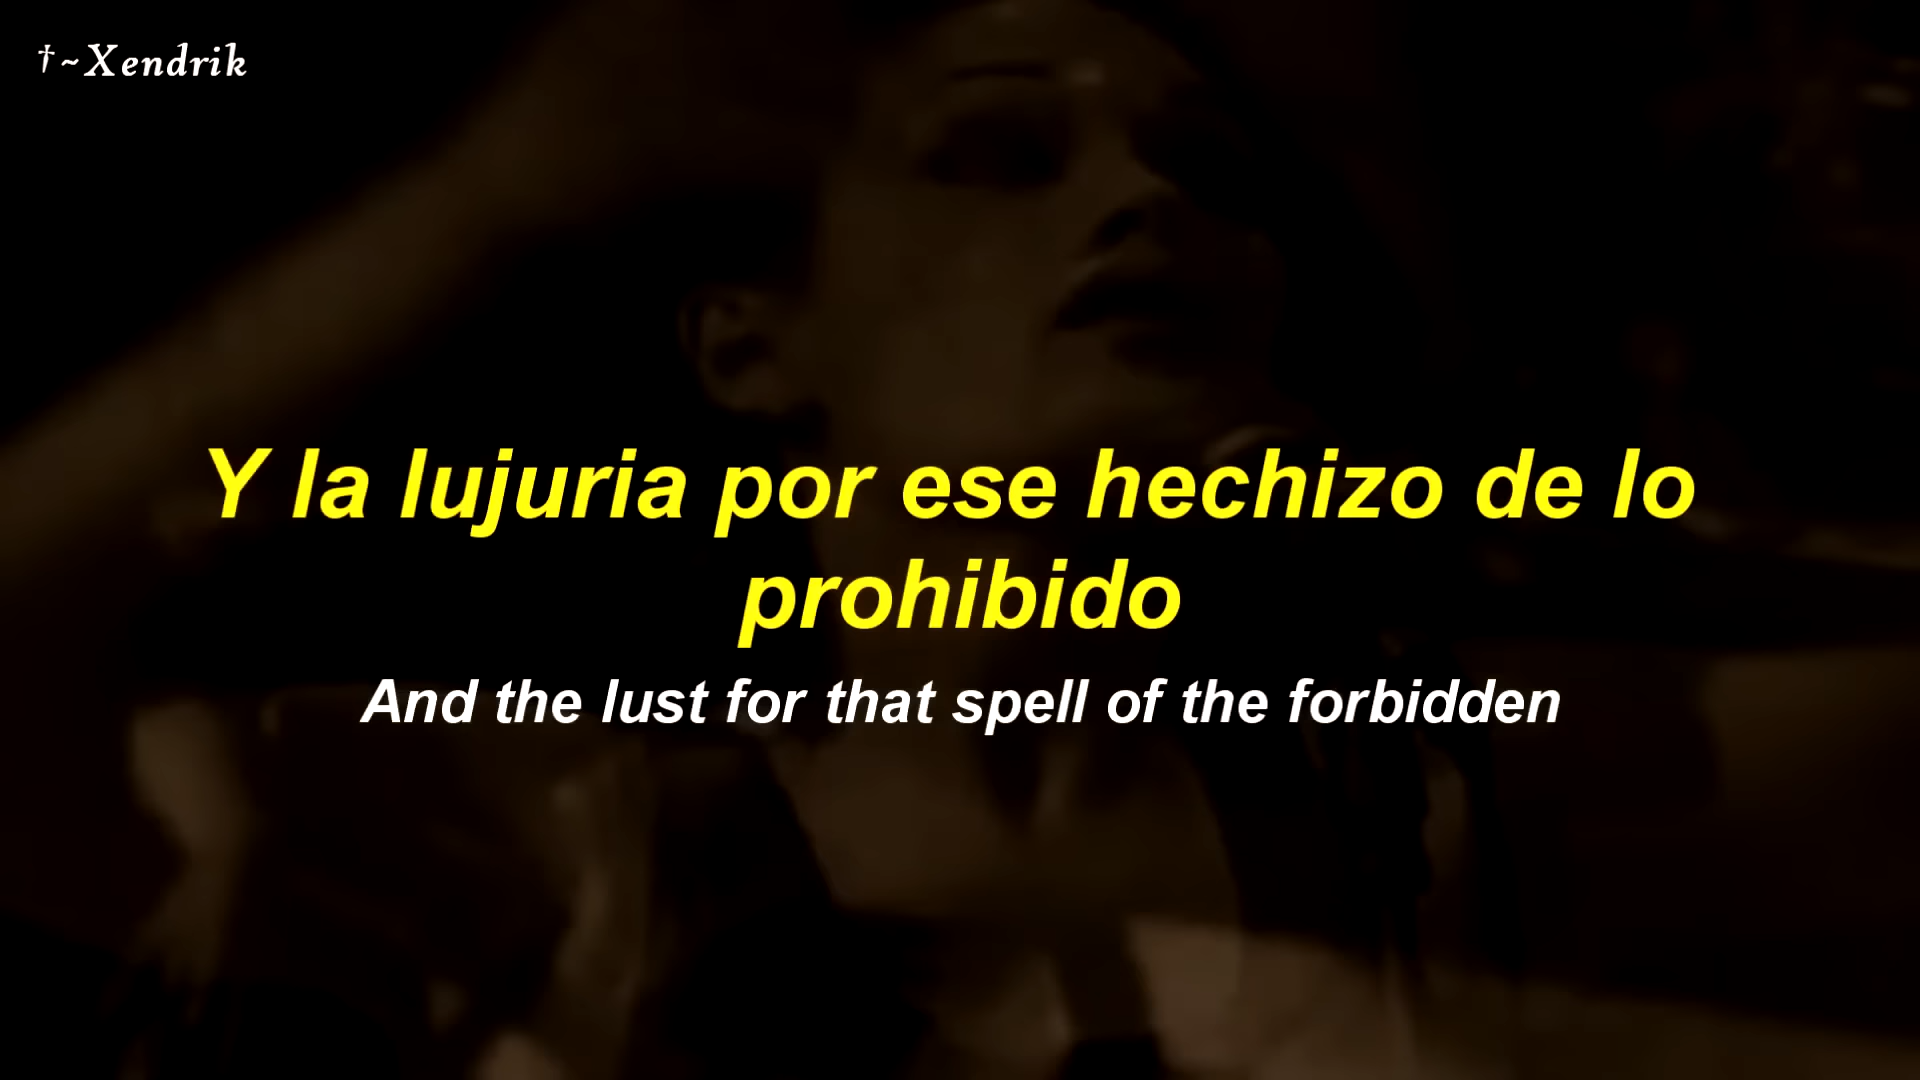 †~Xendrik
Y la lujuria por ese hechizo de lo
prohibido
And the lust for that spell of the forbidden